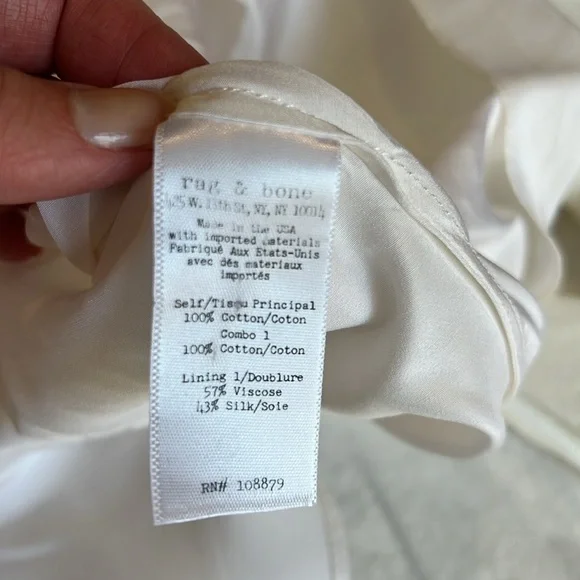 rag & bone
425 W. 13th St, NY, NY 10014
Made in the USA
with imported materials
Fabriqué Aux Etats-Unis
avec dés materiaux
importés
Self/Tissu Principal
100% Cotton/Coton
Combo 1
100% Cotton/Coton
Lining 1/Doublure
57% Viscose
43% Silk/Soie
RN# 108879